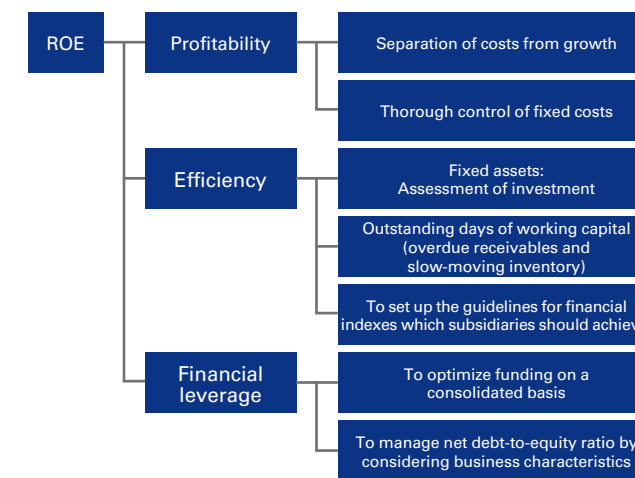 ROE
Profitability
Separation of costs from growth
Thorough control of fixed costs
Efficiency
Fixed assets:
Assessment of investment
Outstanding days of working capital
(overdue receivables and
slow-moving inventory)
To set up the guidelines for financial
indexes which subsidiaries should achieve
Financial
leverage
To optimize funding on a
consolidated basis
To manage net debt-to-equity ratio by
considering business characteristics